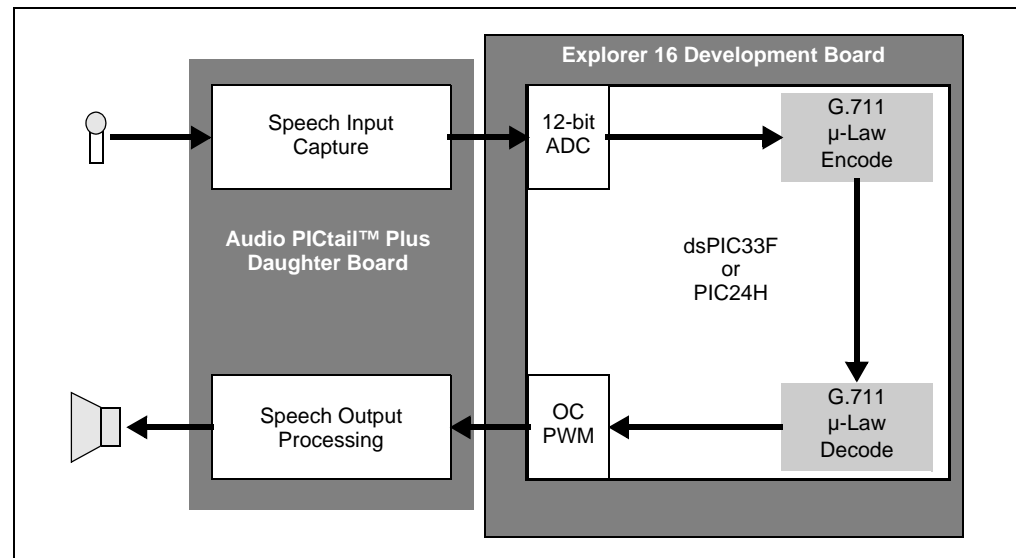 Explorer 16 Development Board
Speech Input
Capture
12-bit
ADC
G.711
µ-Law
Encode
Audio PICtail™ Plus
Daughter Board
dsPIC33F
or
PIC24H
Speech Output
Processing
OC
PWM
G.711
µ-Law
Decode